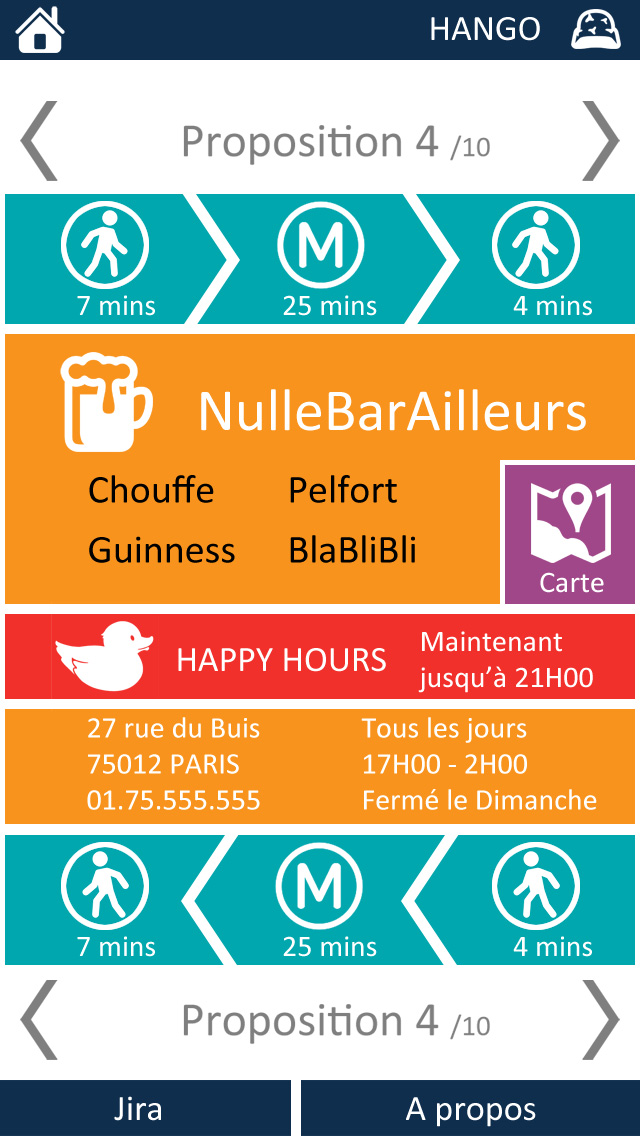 HANGO
Proposition 4 /10
M
7 mins 25 mins 4 mins
NulleBarAilleurs
Chouffe Pelfort
Guinness BlaBliBli
Carte
HAPPY HOURS
Maintenant
jusqu’à 21H00
27 rue du Buis
75012 PARIS
01.75.555.555
Tous les jours
17H00 - 2H00
Fermé le Dimanche
M
7 mins 25 mins 4 mins
Proposition 4 /10
Jira A propos